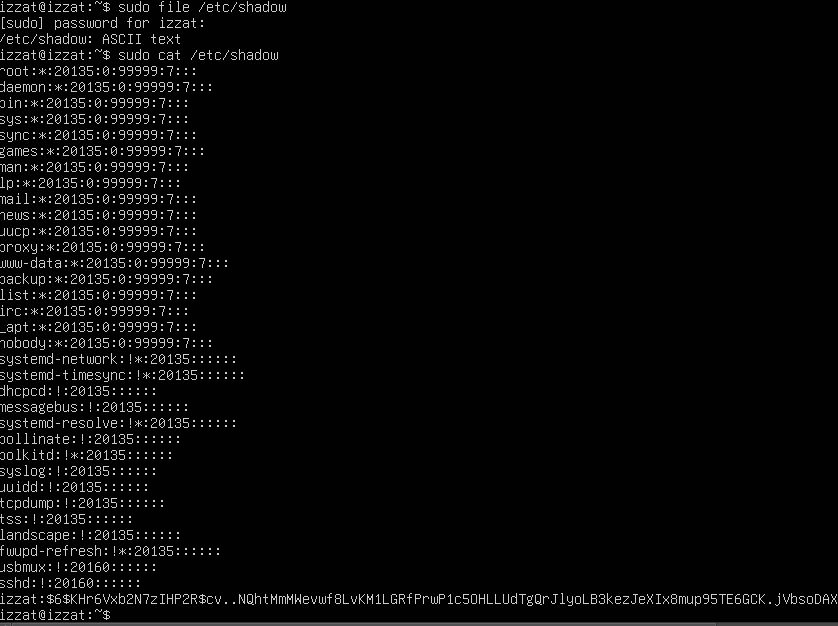 izzat@izzat:~$ sudo file /etc/shadow
[sudo] password for izzat:
/etc/shadow: ASCII text
izzat@izzat:~$ sudo cat /etc/shadow
root:*:20135:0:99999:7:::
daemon:*:20135:0:99999:7:::
bin:*:20135:0:99999:7:::
sys:*:20135:0:99999:7:::
sync:*:20135:0:99999:7:::
games:*:20135:0:99999:7:::
man:*:20135:0:99999:7:::
lp:*:20135:0:99999:7:::
mail:*:20135:0:99999:7:::
news:*:20135:0:99999:7:::
uucp:*:20135:0:99999:7:::
proxy:*:20135:0:99999:7:::
www-data:*:20135:0:99999:7:::
backup:*:20135:0:99999:7:::
list:*:20135:0:99999:7:::
irc:*:20135:0:99999:7:::
_apt:*:20135:0:99999:7:::
nobody:*:20135:0:99999:7:::
systemd-network:!*:20135::::::
systemd-timesync:!*:20135::::::
dhcpcd:!:20135::::::
messagebus:!:20135::::::
systemd-resolve:!*:20135::::::
pollinate:!:20135::::::
polkitd:!*:20135::::::
syslog:!:20135::::::
uuidd:!:20135::::::
tcpdump:!:20135::::::
tss:!:20135::::::
landscape:!:20135::::::
fwupd-refresh:!*:20135::::::
usbmux:!:20160::::::
sshd:!:20160::::::
izzat:$6$KHr6Vxb2N7zIHP2R$cv..NQhtMmMWevwf8LvKM1LGRfPrwP1c5OHLLUdTgQrJlyoLB3kezJeXIx8mup95TE6GCK.jVbsoDAX
izzat@izzat:~$